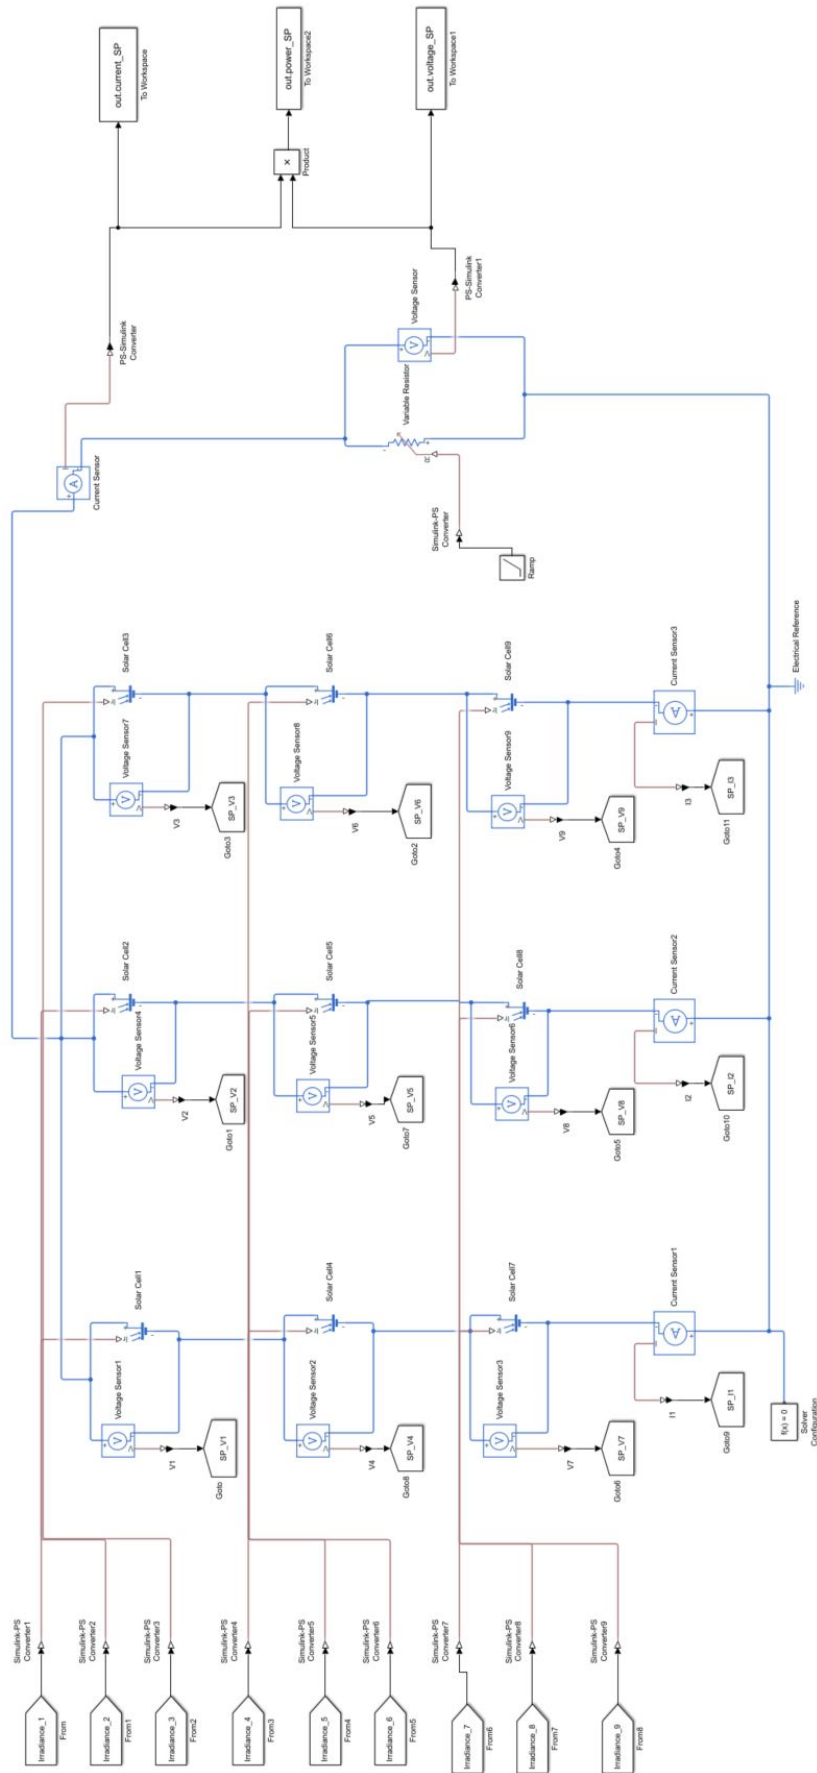 Irradiance_1
From
Simulink-PS
Converter1
Irradiance_2
From1
Simulink-PS
Converter2
Irradiance_3
From2
Simulink-PS
Converter3
Irradiance_4
From3
Simulink-PS
Converter4
Irradiance_5
From4
Simulink-PS
Converter5
Irradiance_6
From5
Simulink-PS
Converter6
Irradiance_7
From6
Simulink-PS
Converter7
Irradiance_8
From7
Simulink-PS
Converter8
Irradiance_9
From8
Simulink-PS
Converter9
Voltage Sensor1
V
Solar Cell1
V1
SP_V1
Goto
Voltage Sensor2
V
Solar Cell4
V4
SP_V4
Goto8
Voltage Sensor3
V
Solar Cell7
V7
SP_V7
Goto6
Current Sensor1
A
I1
SP_I1
Goto9
f(x) = 0
Solver
Configuration
Voltage Sensor4
V
Solar Cell2
V2
SP_V2
Goto1
Voltage Sensor5
V
Solar Cell5
V5
SP_V5
Goto7
Voltage Sensor6
V
Solar Cell8
V8
SP_V8
Goto5
Current Sensor2
A
I2
SP_I2
Goto10
Voltage Sensor7
V
Solar Cell3
V3
SP_V3
Goto3
Voltage Sensor8
V
Solar Cell6
V6
SP_V6
Goto2
Voltage Sensor9
V
Solar Cell9
V9
SP_V9
Goto4
Current Sensor3
A
I3
SP_I3
Goto11
Electrical Reference
A
Current Sensor
Simulink-PS
Converter
Ramp
Variable Resistor
Voltage Sensor
V
PS-Simulink
Converter
PS-Simulink
Converter1
×
Product
out.current_SP
To Workspace
out.power_SP
To Workspace2
out.voltage_SP
To Workspace1